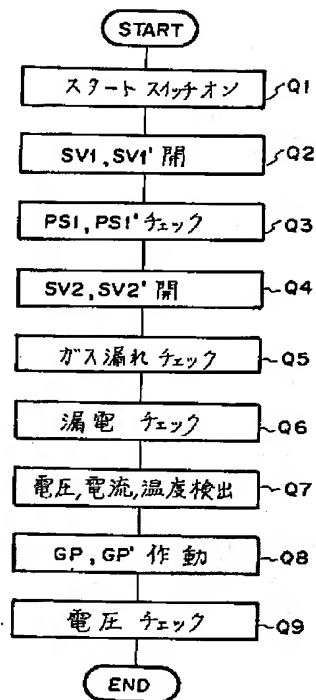 START
スタートスイッチオン Q1
SV1,SV1' 開 Q2
PS1,PS1' チェック Q3
SV2,SV2' 開 Q4
ガス漏れチェック Q5
漏電 チェック Q6
電圧,電流,温度検出 Q7
GP,GP' 作動 Q8
電圧 チェック Q9
END